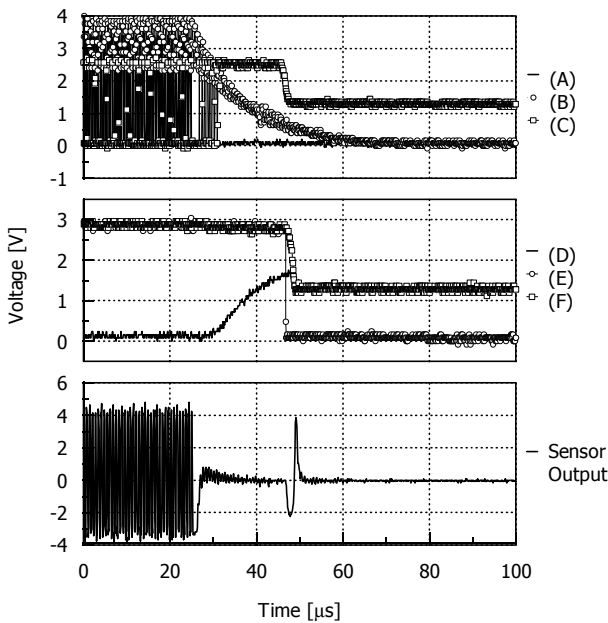 4
3
2
1
0
-1
(A)
(B)
(C)
Voltage [V]
3
2
1
0
(D)
(E)
(F)
6
4
2
0
-2
-4
Sensor
Output
0 20 40 60 80 100
Time [μs]